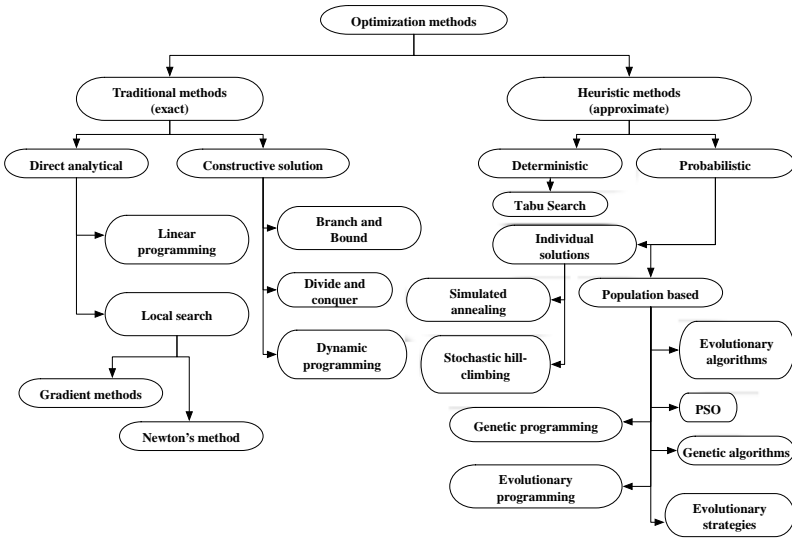 Optimization methods
Traditional methods
(exact)
Heuristic methods
(approximate)
Direct analytical
Constructive solution
Deterministic
Probabilistic
Tabu Search
Linear
programming
Branch and
Bound
Individual
solutions
Divide and
conquer
Simulated
annealing
Population based
Local search
Dynamic
programming
Stochastic hill-
climbing
Evolutionary
algorithms
Gradient methods
PSO
Newton's method
Genetic programming
Genetic algorithms
Evolutionary
programming
Evolutionary
strategies